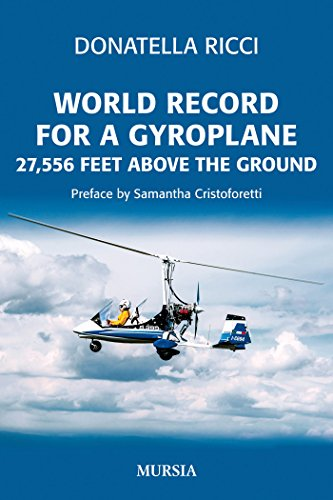 DONATELLA RICCI
WORLD RECORD
FOR A GYROPLANE
27,556 FEET ABOVE THE GROUND
Preface by Samantha Cristoforetti
MURSIA